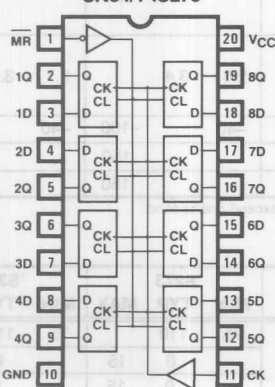 MR 1 20 VCC
1Q 2 Q Q 19 8Q
CK CK
CL CL
1D 3 D D 18 8D
2D 4 D D 17 7D
CK CK
CL CL
2Q 5 Q Q 16 7Q
3Q 6 Q D 15 6D
CK CK
CL CL
3D 7 D Q 14 6Q
4D 8 D D 13 5D
CK CK
CL CL
4Q 9 Q Q 12 5Q
GND 10 11 CK